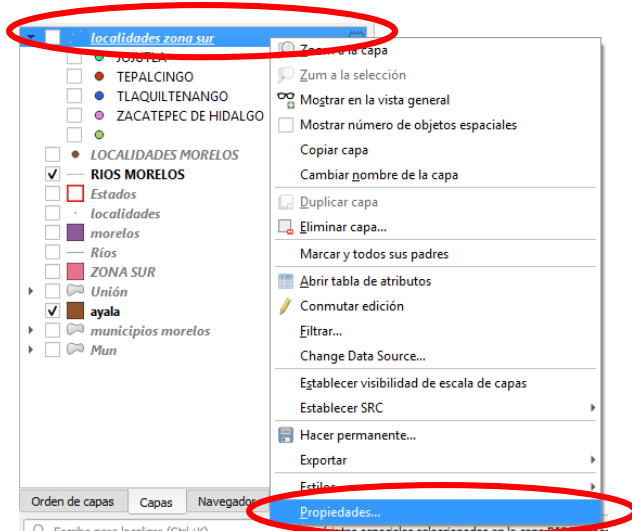 localidades zona sur
JOJUTLA
TEPALCINGO
TLAQUILTENANGO
ZACATEPEC DE HIDALGO
LOCALIDADES MORELOS
RIOS MORELOS
Estados
localidades
morelos
Ríos
ZONA SUR
Unión
ayala
municipios morelos
Mun
Orden de capas
Capas
Navegador
Zoom a la capa
Zum a la selección
Mostrar en la vista general
Mostrar número de objetos espaciales
Copiar capa
Cambiar nombre de la capa
Duplicar capa
Eliminar capa...
Marcar y todos sus padres
Abrir tabla de atributos
Conmutar edición
Filtrar...
Change Data Source...
Establecer visibilidad de escala de capas
Establecer SRC
Hacer permanente...
Exportar
Estilos
Propiedades...